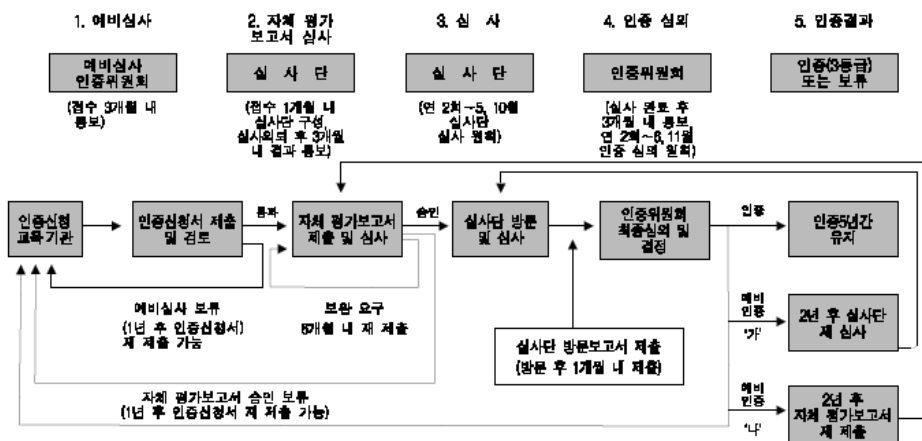 1. 예비심사
2. 자체 평가
보고서 심사
3. 심 사
4. 인증 심의
5. 인증결과
예비심사
인증위원회
실 사 단
실 사 단
인증위원회
인증(3등급)
또는 보류
(접수 3개월 내
통보)
(접수 1개월 내
실사단 구성,
실사의뢰 후 3개월
내 결과 통보)
(연 2회~5, 10월
실사단
실사 원칙)
(실사 완료 후
3개월 내 통보,
연 2회~6,11월
인증 심의 원칙)
인증신청
교육기관
인증신청서 제출
및 검토
통과
자체 평가보고서
제출 및 심사
승인
실사단 방문
및 심사
인증위원회
최종심의 및
결정
인증
인증5년간
유지
예비심사 보류
(1년 후 인증신청서)
재 제출 가능
보완 요구
6개월 내 재 제출
실사단 방문보고서 제출
(방문 후 1개월 내 제출)
예비
인증
'가'
2년 후 실사단
재 심사
자체 평가보고서 승인 보류
(1년 후 인증신청서 재 제출 가능)
예비
인증
'나'
2년 후
자체 평가보고서
재 제출